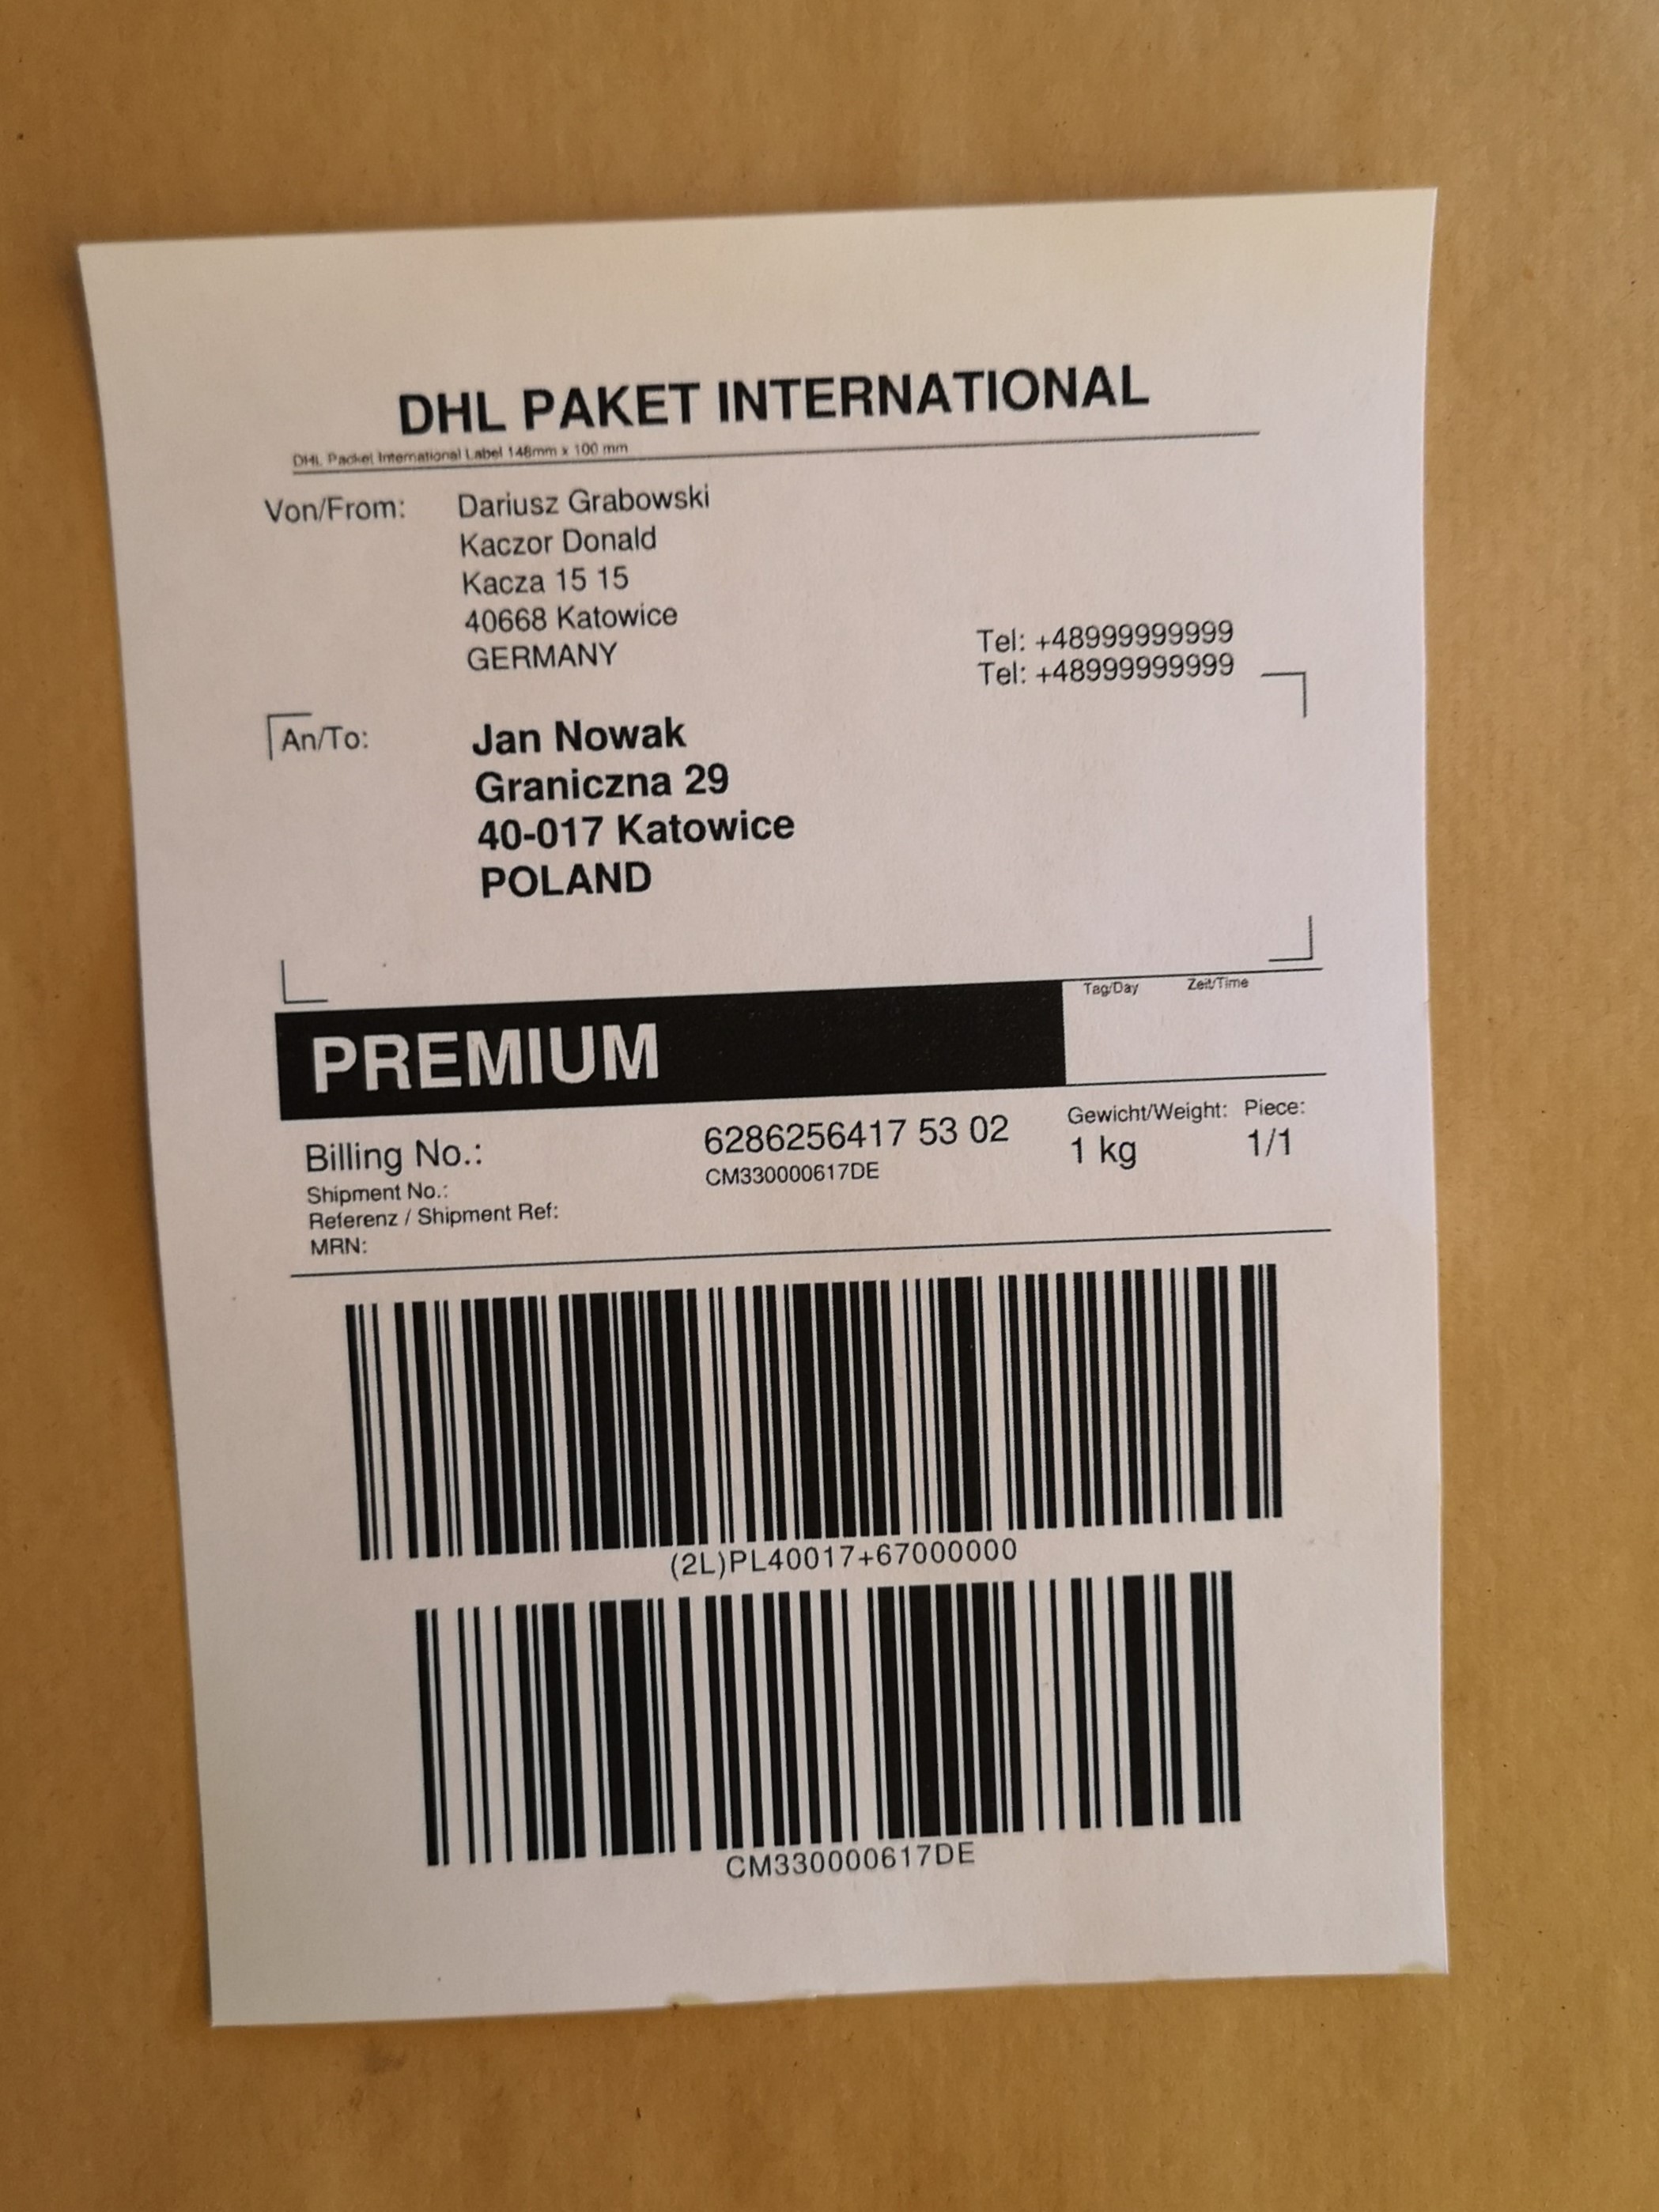 DHL PAKET INTERNATIONAL
DHL Packet International Label 148mm x 100 mm
Von/From:
Dariusz Grabowski
Kaczor Donald
Kacza 15 15
40668 Katowice
GERMANY
Tel: +48999999999
Tel: +48999999999
An/To:
Jan Nowak
Graniczna 29
40-017 Katowice
POLAND
PREMIUM
Tag/Day Zeit/Time
Billing No.: 6286256417 53 02
Gewicht/Weight: Piece:
1 kg 1/1
Shipment No.: CM330000617DE
Referenz / Shipment Ref:
MRN:
(2L)PL40017+67000000
CM330000617DE